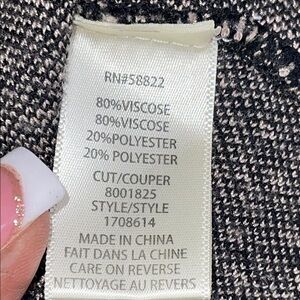 RN#58822
80%VISCOSE
80%VISCOSE
20%POLYESTER
20% POLYESTER
CUT/COUPER
8001825
STYLE/STYLE
1708614
MADE IN CHINA
FAIT DANS LA CHINE
CARE ON REVERSE
NETTOYAGE AU REVERS